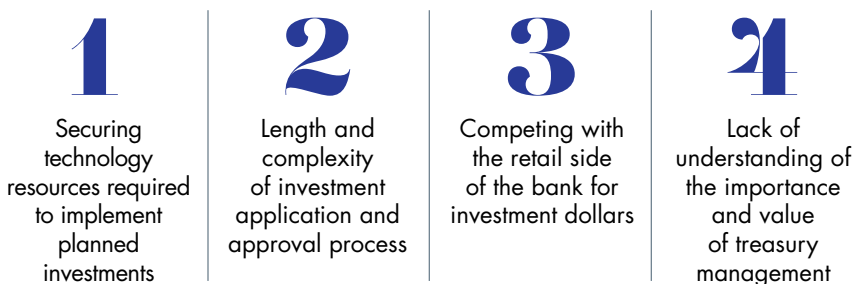 1
Securing
technology
resources required
to implement
planned
investments
2
Length and
complexity
of investment
application and
approval process
3
Competing with
the retail side
of the bank for
investment dollars
4
Lack of
understanding of
the importance
and value
of treasury
management